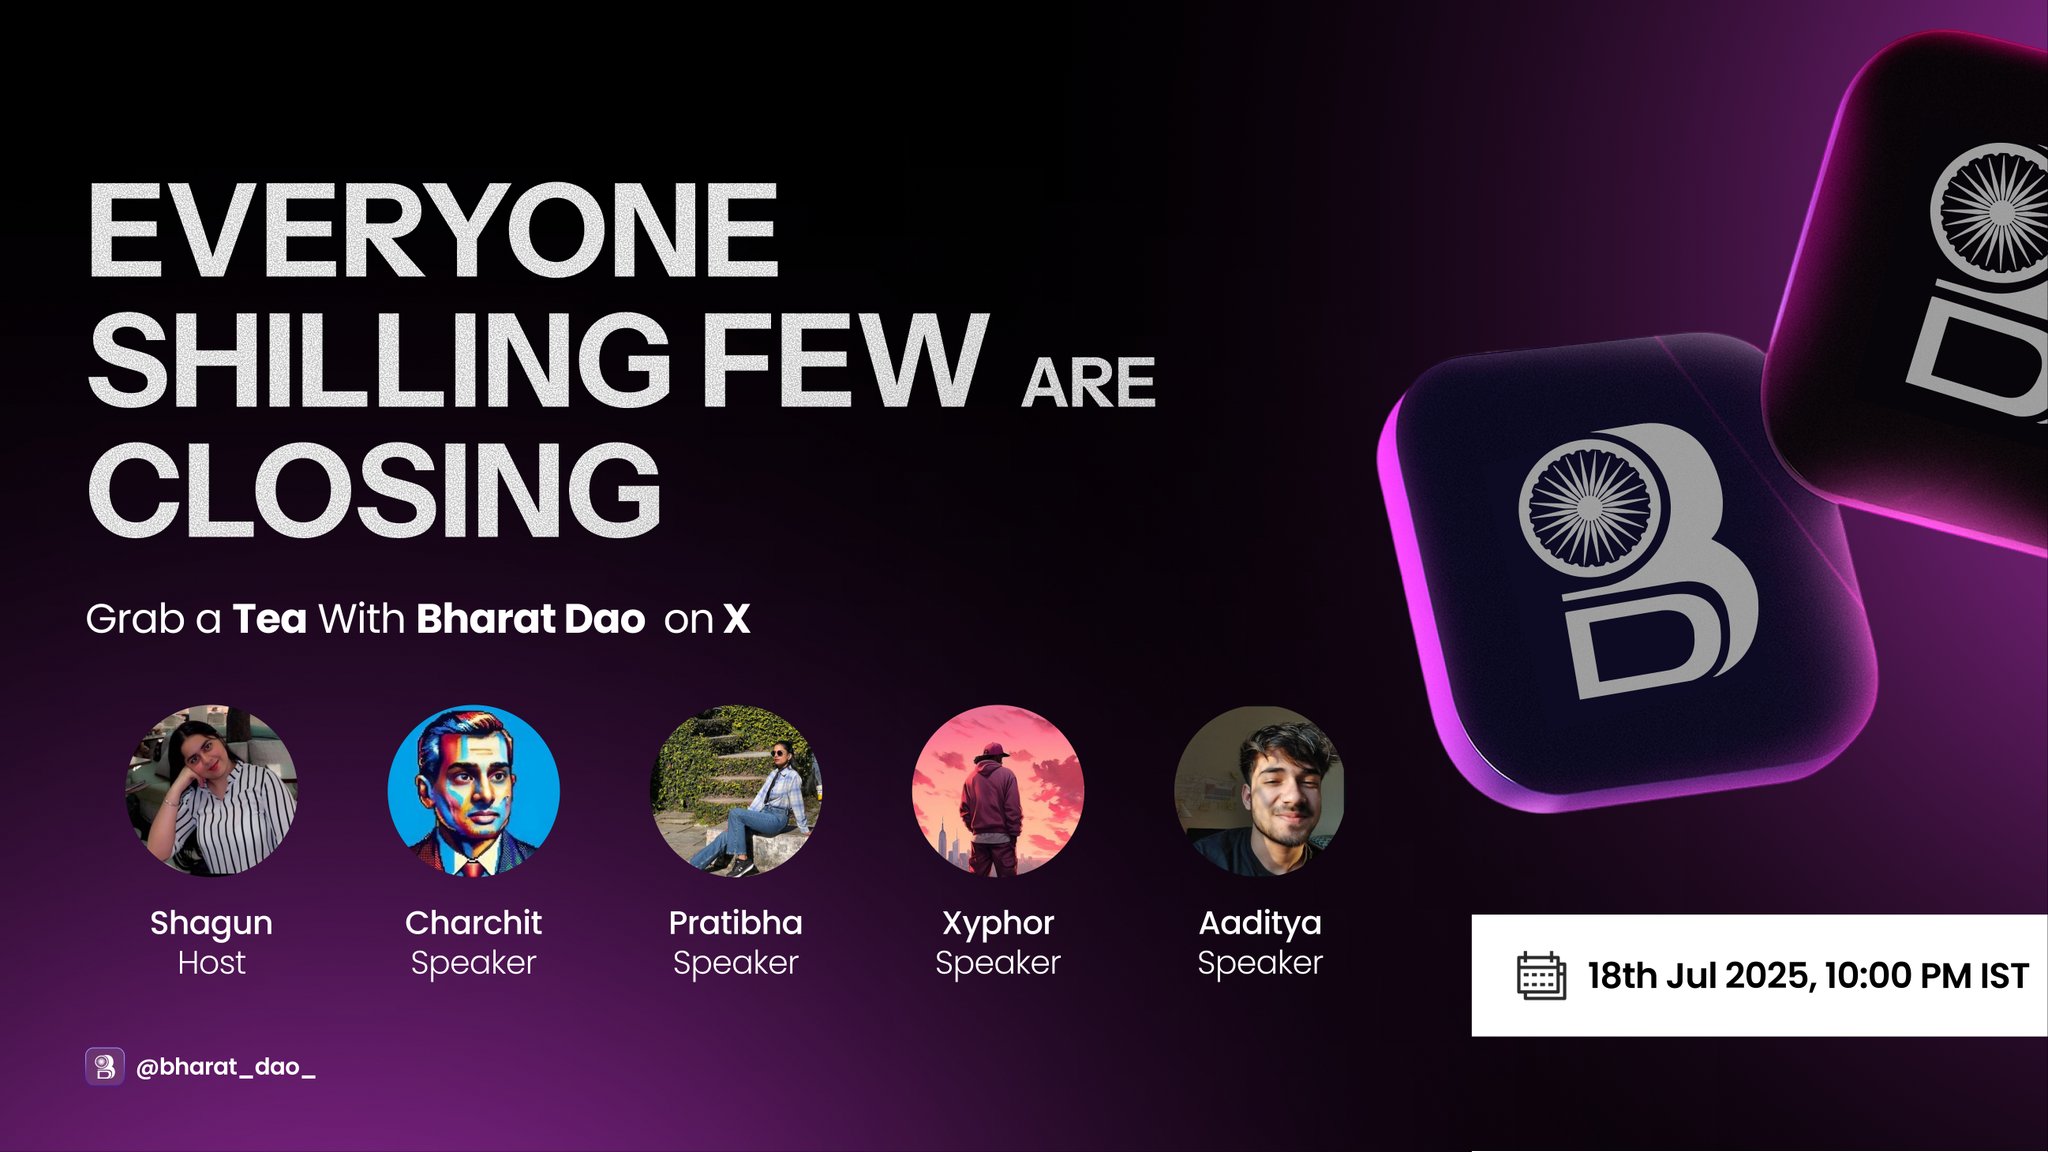 EVERYONE
SHILLING FEW ARE
CLOSING
Grab a Tea With Bharat Dao on X
Shagun
Host
Charchit
Speaker
Pratibha
Speaker
Xyphor
Speaker
Aaditya
Speaker
18th Jul 2025, 10:00 PM IST
@bharat_dao_